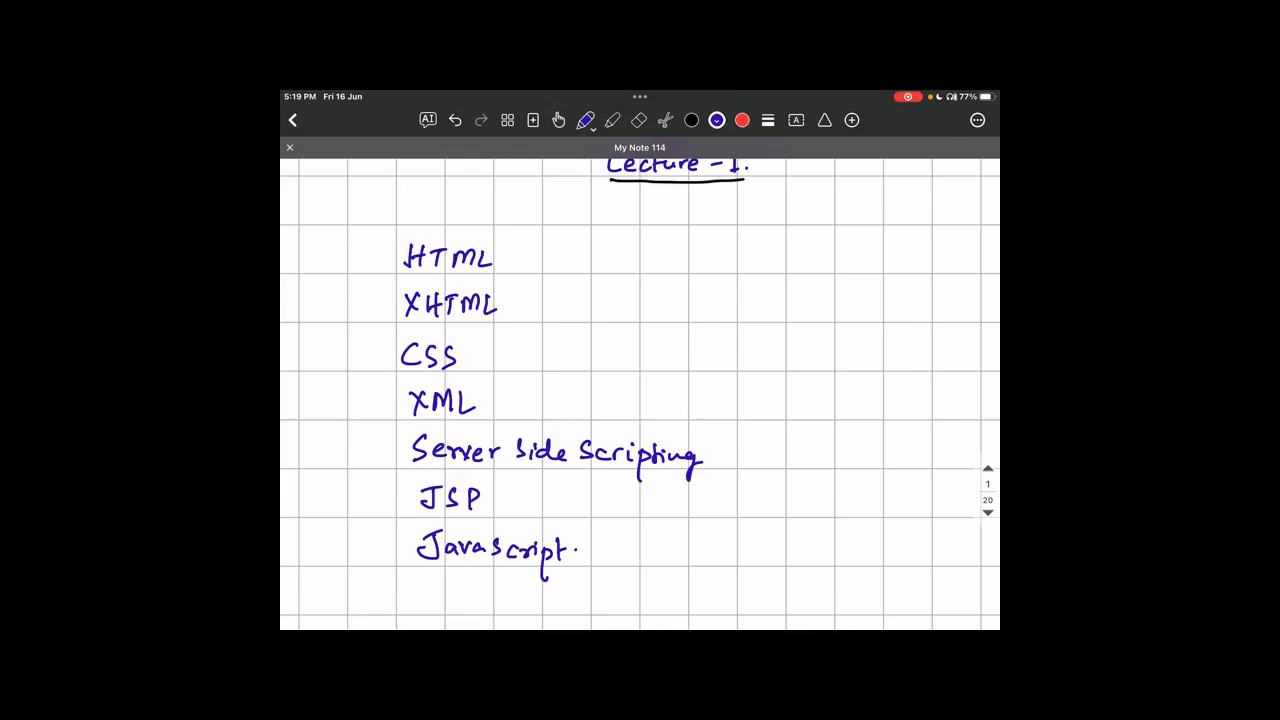 5:19 PM Fri 16 Jun
77%
AI
A
My Note 114
Lecture - 1.
HTML
XHTML
CSS
XML
Server Side Scripting
JSP
Javascript.
1
20